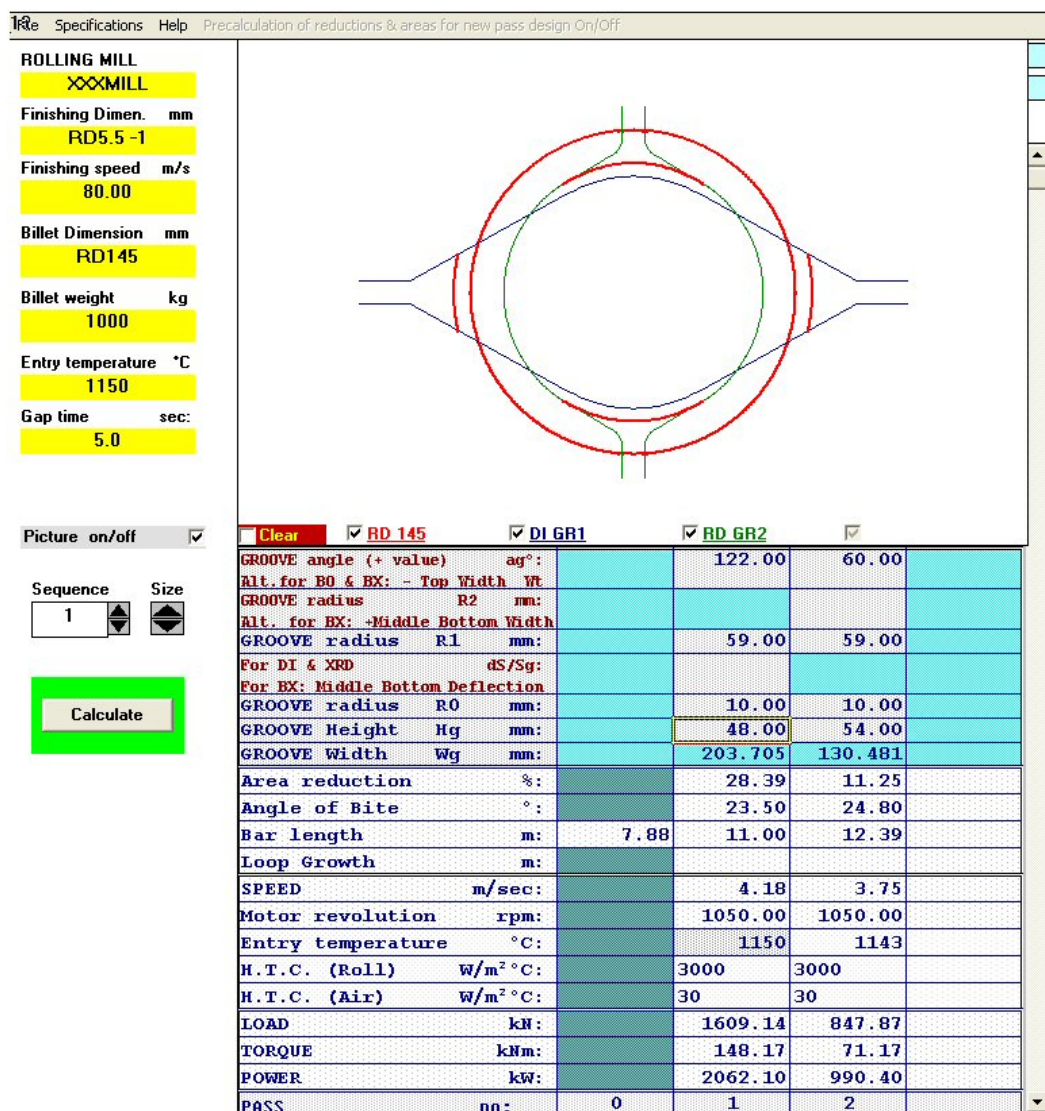 File Specifications Help Precalculation of reductions & areas for new pass design On/Off
ROLLING MILL
XXXMILL
Finishing Dimen. mm
RD5.5 -1
Finishing speed m/s
80.00
Billet Dimension mm
RD145
Billet weight kg
1000
Entry temperature °C
1150
Gap time sec:
5.0
Picture on/off
Sequence Size
1
Calculate
Clear RD 145 DI GR1 RD GR2
GROOVE angle (+ value) ag°: 122.00 60.00
Alt.for BO & BX: - Top Width Wt
GROOVE radius R2 mm:
Alt. for BX: +Middle Bottom Width
GROOVE radius R1 mm: 59.00 59.00
For DI & XRD dS/Sg:
For BX: Middle Bottom Deflection
GROOVE radius R0 mm: 10.00 10.00
GROOVE Height Hg mm: 48.00 54.00
GROOVE Width Wg mm: 203.705 130.481
Area reduction %: 28.39 11.25
Angle of Bite °: 23.50 24.80
Bar length m: 7.88 11.00 12.39
Loop Growth m:
SPEED m/sec: 4.18 3.75
Motor revolution rpm: 1050.00 1050.00
Entry temperature °C: 1150 1143
H.T.C. (Roll) W/m²°C: 3000 3000
H.T.C. (Air) W/m²°C: 30 30
LOAD kN: 1609.14 847.87
TORQUE kNm: 148.17 71.17
POWER kW: 2062.10 990.40
PASS no: 0 1 2